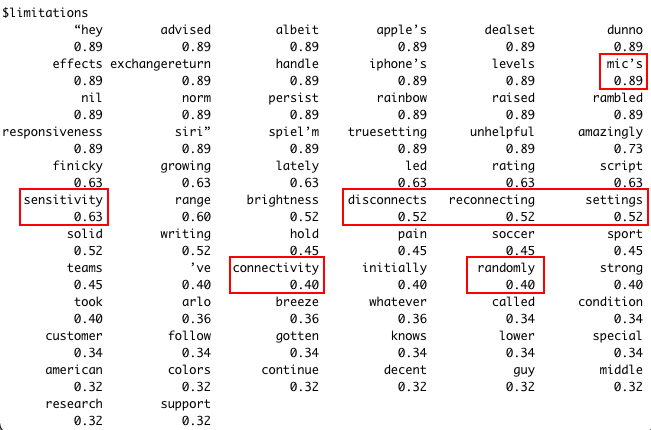 $limitations
“hey advised albeit apple’s dealset dunno
0.89 0.89 0.89 0.89 0.89 0.89
effects exchangereturn handle iphone’s levels mic’s
0.89 0.89 0.89 0.89 0.89 0.89
nil norm persist rainbow raised rambled
0.89 0.89 0.89 0.89 0.89 0.89
responsiveness siri” spiel’m truesetting unhelpful amazingly
0.89 0.89 0.89 0.89 0.89 0.73
finicky growing lately led rating script
0.63 0.63 0.63 0.63 0.63 0.63
sensitivity range brightness disconnects reconnecting settings
0.63 0.60 0.52 0.52 0.52 0.52
solid writing hold pain soccer sport
0.52 0.52 0.45 0.45 0.45 0.45
teams ’ve connectivity initially randomly strong
0.45 0.40 0.40 0.40 0.40 0.40
took arlo breeze whatever called condition
0.40 0.36 0.36 0.36 0.34 0.34
customer follow gotten knows lower special
0.34 0.34 0.34 0.34 0.34 0.34
american colors continue decent guy middle
0.32 0.32 0.32 0.32 0.32 0.32
research support
0.32 0.32